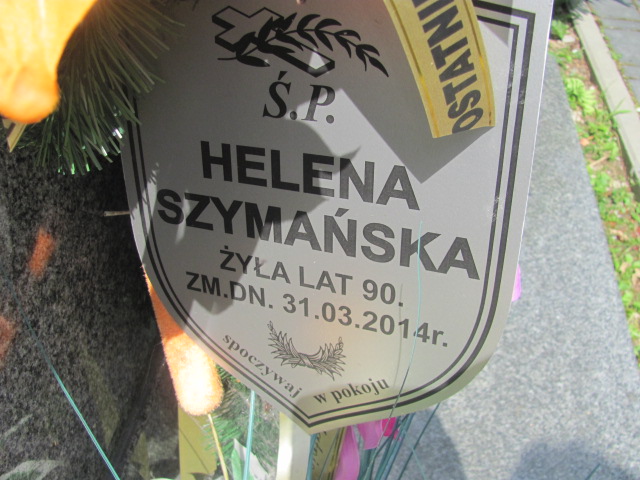 OSTATNI
Ś.P.
HELENA
SZYMAŃSKA
ŻYŁA LAT 90.
ZM.DN. 31.03.2014r.
spoczywaj w pokoju